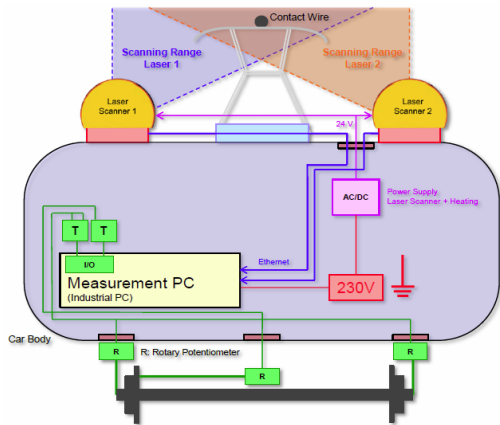 Contact Wire
Scanning Range
Laser 1
Scanning Range
Laser 2
Laser
Scanner 1
Laser
Scanner 2
24 V
AC/DC
Power Supply
Laser Scanner + Heating
T
T
I/O
Ethernet
Measurement PC
(Industrial PC)
230V
Car Body
R
R: Rotary Potentiometer
R
R